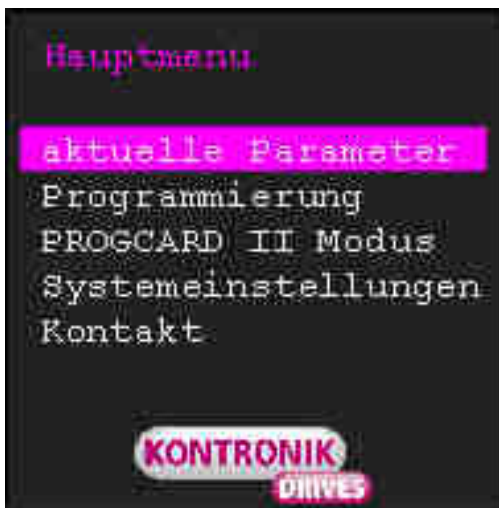 Hauptmenu
aktuelle Parameter
Programmierung
PROGCARD II Modus
Systemeinstellungen
Kontakt
KONTRONIK
DRIVES